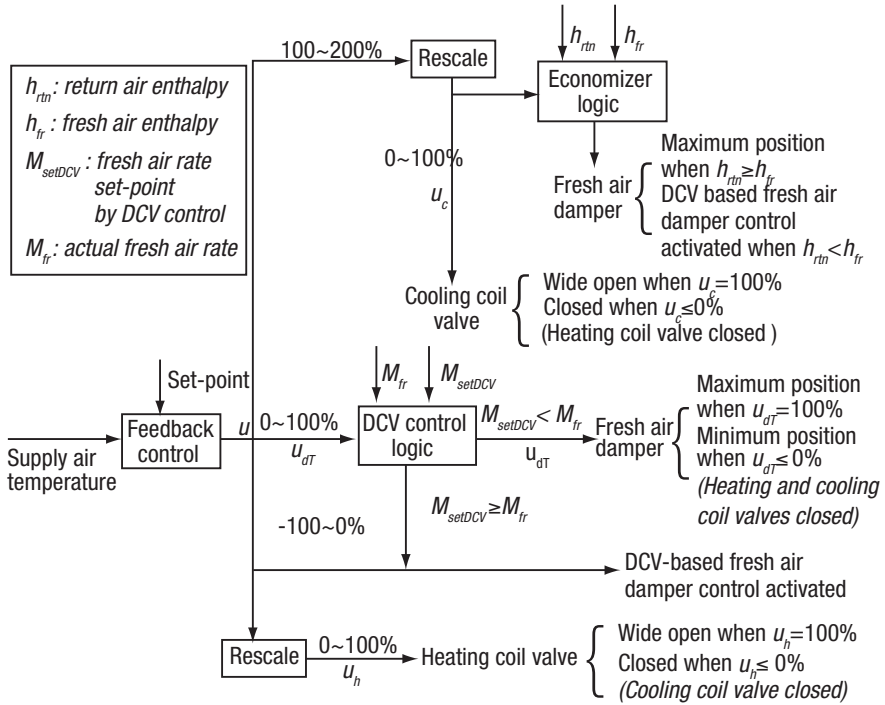 h_rtn : return air enthalpy
h_fr : fresh air enthalpy
M_setDCV : fresh air rate
set-point
by DCV control
M_fr : actual fresh air rate
100~200%
Rescale
h_rtn
h_fr
Economizer
logic
0~100%
u_c
Fresh air
damper
Maximum position
when h_rtn≥h_fr
DCV based fresh air
damper control
activated when h_rtn<h_fr
Cooling coil
valve
Wide open when u_c=100%
Closed when u_c≤0%
(Heating coil valve closed )
Set-point
Supply air
temperature
Feedback
control
u
0~100%
u_dT
M_fr
M_setDCV
DCV control
logic
M_setDCV< M_fr
u_dT
Fresh air
damper
Maximum position
when u_dT=100%
Minimum position
when u_dT≤ 0%
(Heating and cooling
coil valves closed)
M_setDCV≥M_fr
-100~0%
DCV-based fresh air
damper control activated
Rescale
0~100%
u_h
Heating coil valve
Wide open when u_h=100%
Closed when u_h≤ 0%
(Cooling coil valve closed)